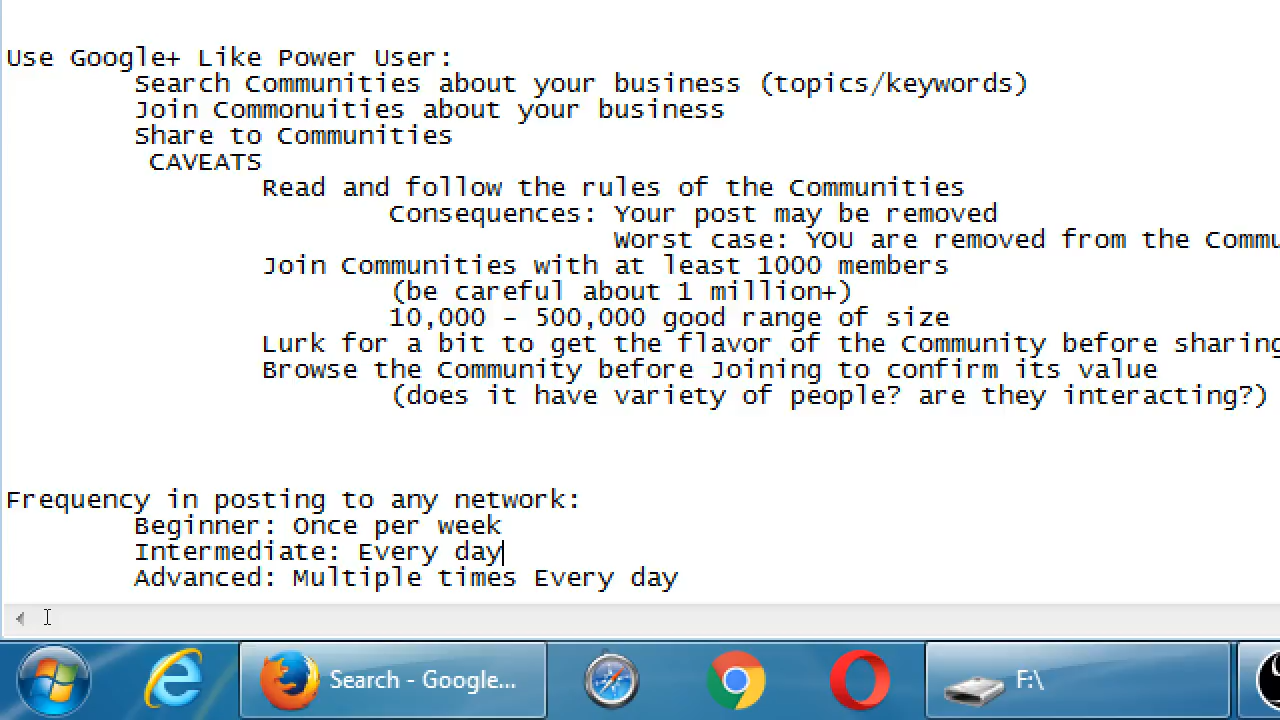 Use Google+ Like Power User:
Search Communities about your business (topics/keywords)
Join Commonuities about your business
Share to Communities
CAVEATS
Read and follow the rules of the Communities
Consequences: Your post may be removed
Worst case: YOU are removed from the Commu
Join Communities with at least 1000 members
(be careful about 1 million+)
10,000 - 500,000 good range of size
Lurk for a bit to get the flavor of the Community before sharing
Browse the Community before Joining to confirm its value
(does it have variety of people? are they interacting?)
Frequency in posting to any network:
Beginner: Once per week
Intermediate: Every day
Advanced: Multiple times Every day
Search - Google... F:\